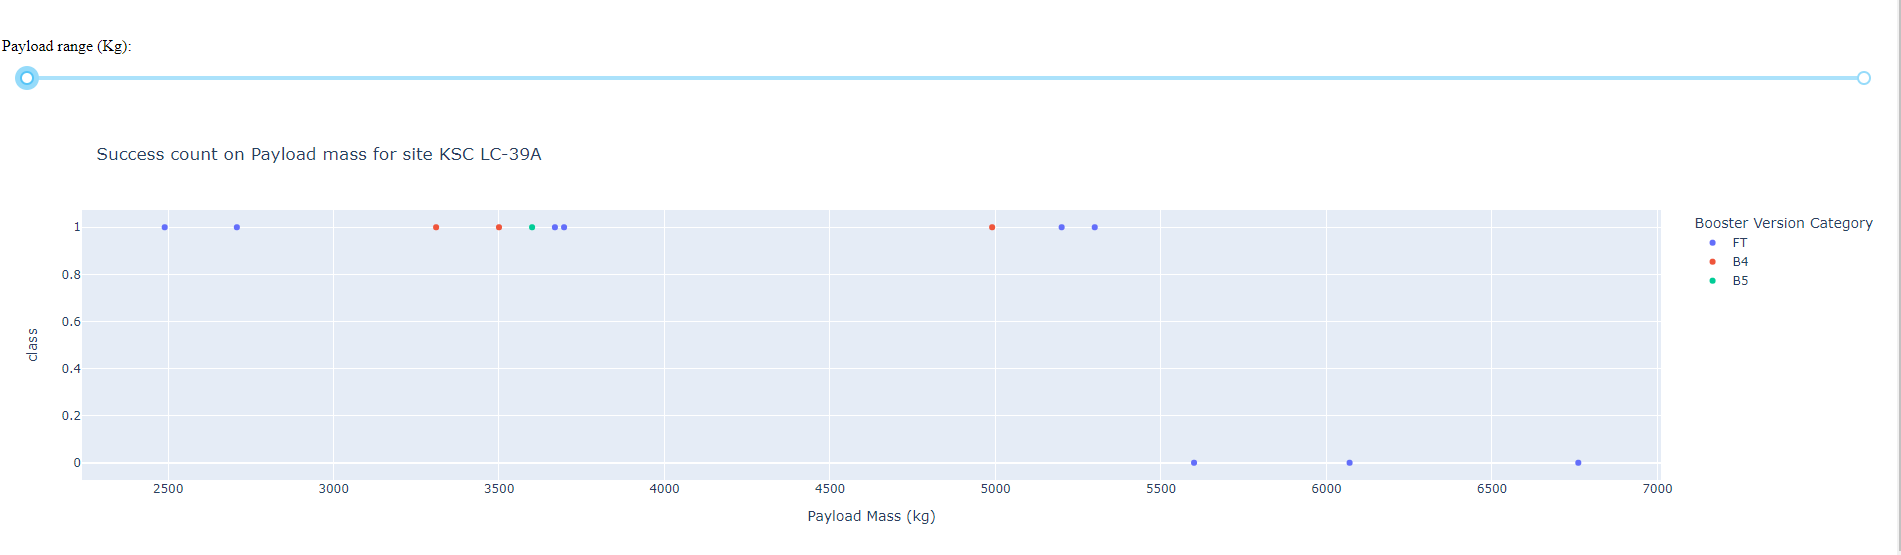 Payload range (Kg):
Success count on Payload mass for site KSC LC-39A
1
0.8
0.6
0.4
0.2
0
class
2500 3000 3500 4000 4500 5000 5500 6000 6500 7000
Payload Mass (kg)
Booster Version Category
FT
B4
B5